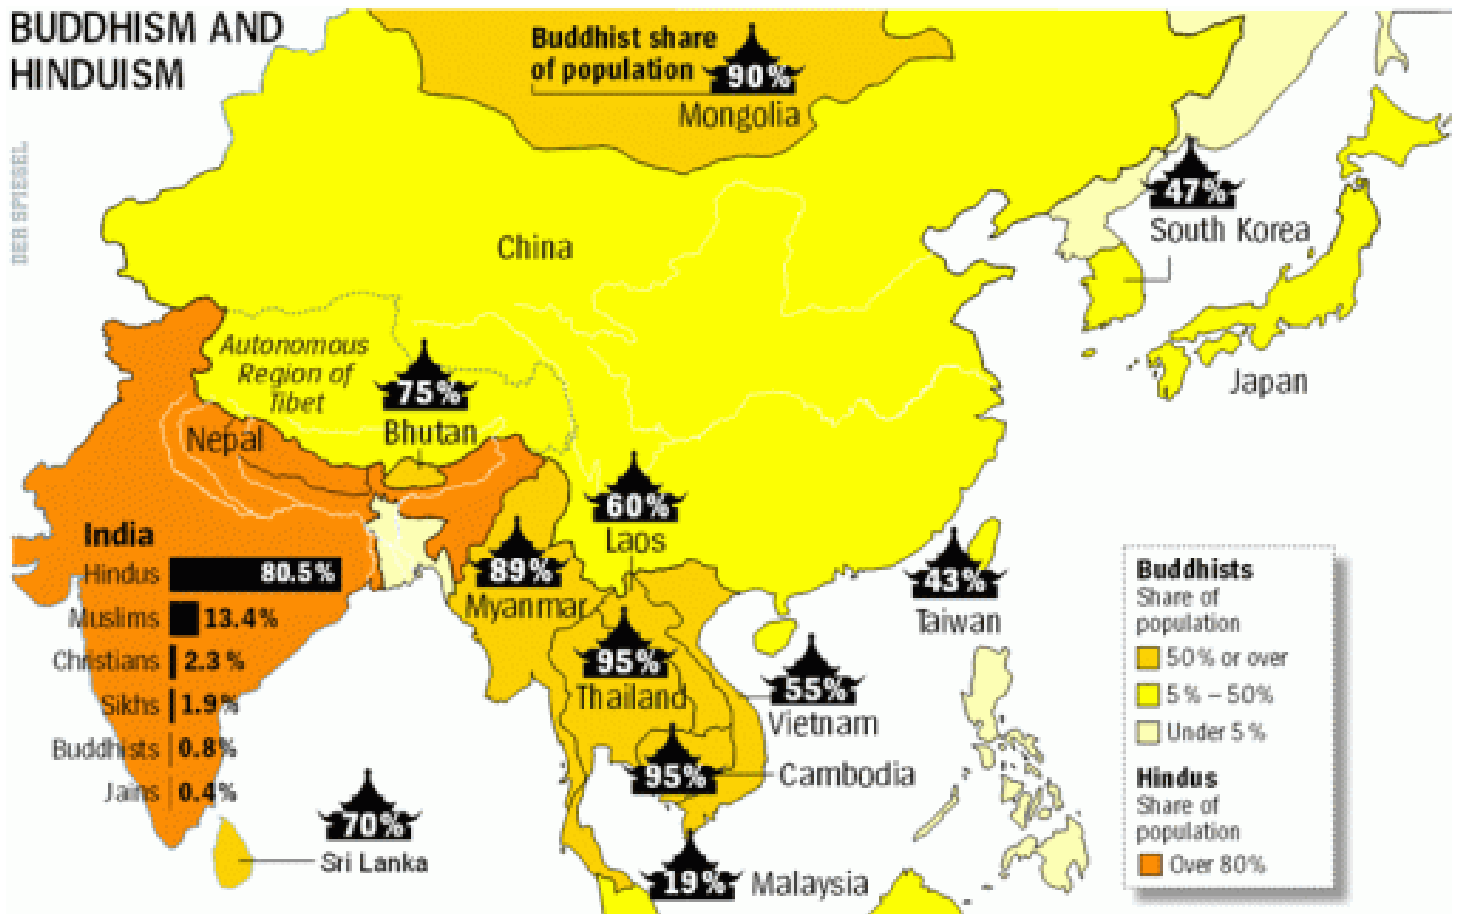 BUDDHISM AND
HINDUISM
DER SPIEGEL
Buddhist share
of population
90%
Mongolia
47%
South Korea
China
Japan
Autonomous
Region of
Tibet
75%
Bhutan
Nepal
60%
Laos
89%
Myanmar
43%
Taiwan
95%
Thailand
55%
Vietnam
95%
Cambodia
19%
Malaysia
70%
Sri Lanka
India
Hindus 80.5%
Muslims 13.4%
Christians 2.3%
Sikhs 1.9%
Buddhists 0.8%
Jains 0.4%
Buddhists
Share of
population
50% or over
5% – 50%
Under 5%
Hindus
Share of
population
Over 80%